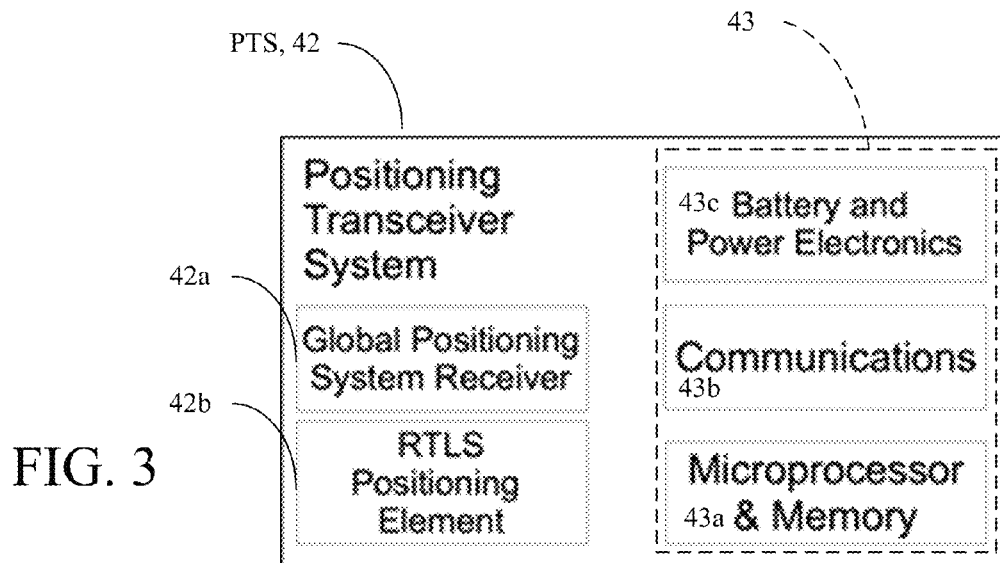 PTS, 42
43
Positioning
Transceiver
System
42a
Global Positioning
System Receiver
42b
RTLS
Positioning
Element
43c Battery and
Power Electronics
Communications
43b
Microprocessor
43a & Memory
FIG. 3